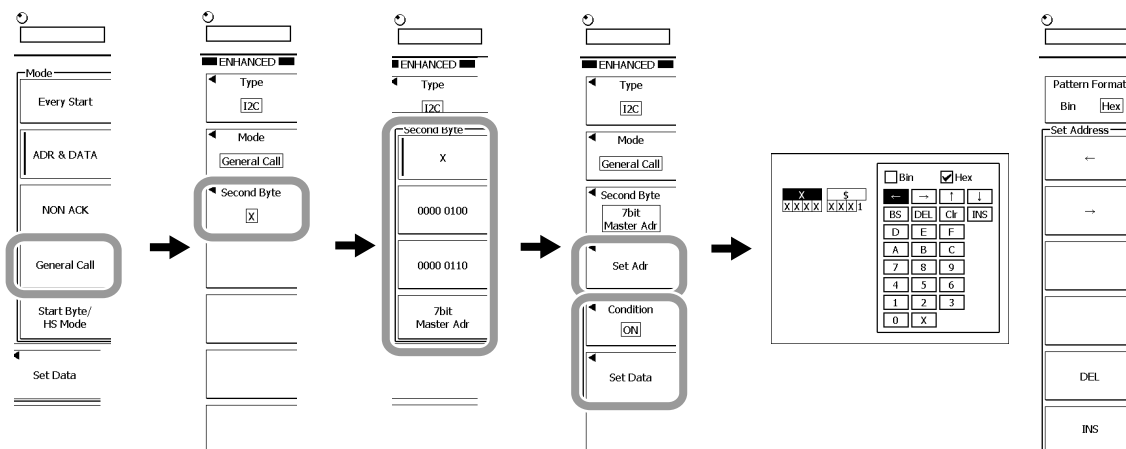 Mode
Every Start
ADR & DATA
NON ACK
General Call
Start Byte/
HS Mode
Set Data
ENHANCED
Type
I2C
Mode
General Call
Second Byte
X
ENHANCED
Type
I2C
Second Byte
X
0000 0100
0000 0110
7bit
Master Adr
ENHANCED
Type
I2C
Mode
General Call
Second Byte
7bit
Master Adr
Set Adr
Condition
ON
Set Data
X $
X X X X X X X 1
Bin Hex
← → ↑ ↓
BS DEL Clr INS
D E F
A B C
7 8 9
4 5 6
1 2 3
0 X
Pattern Format
Bin Hex
Set Address
←
→
DEL
INS